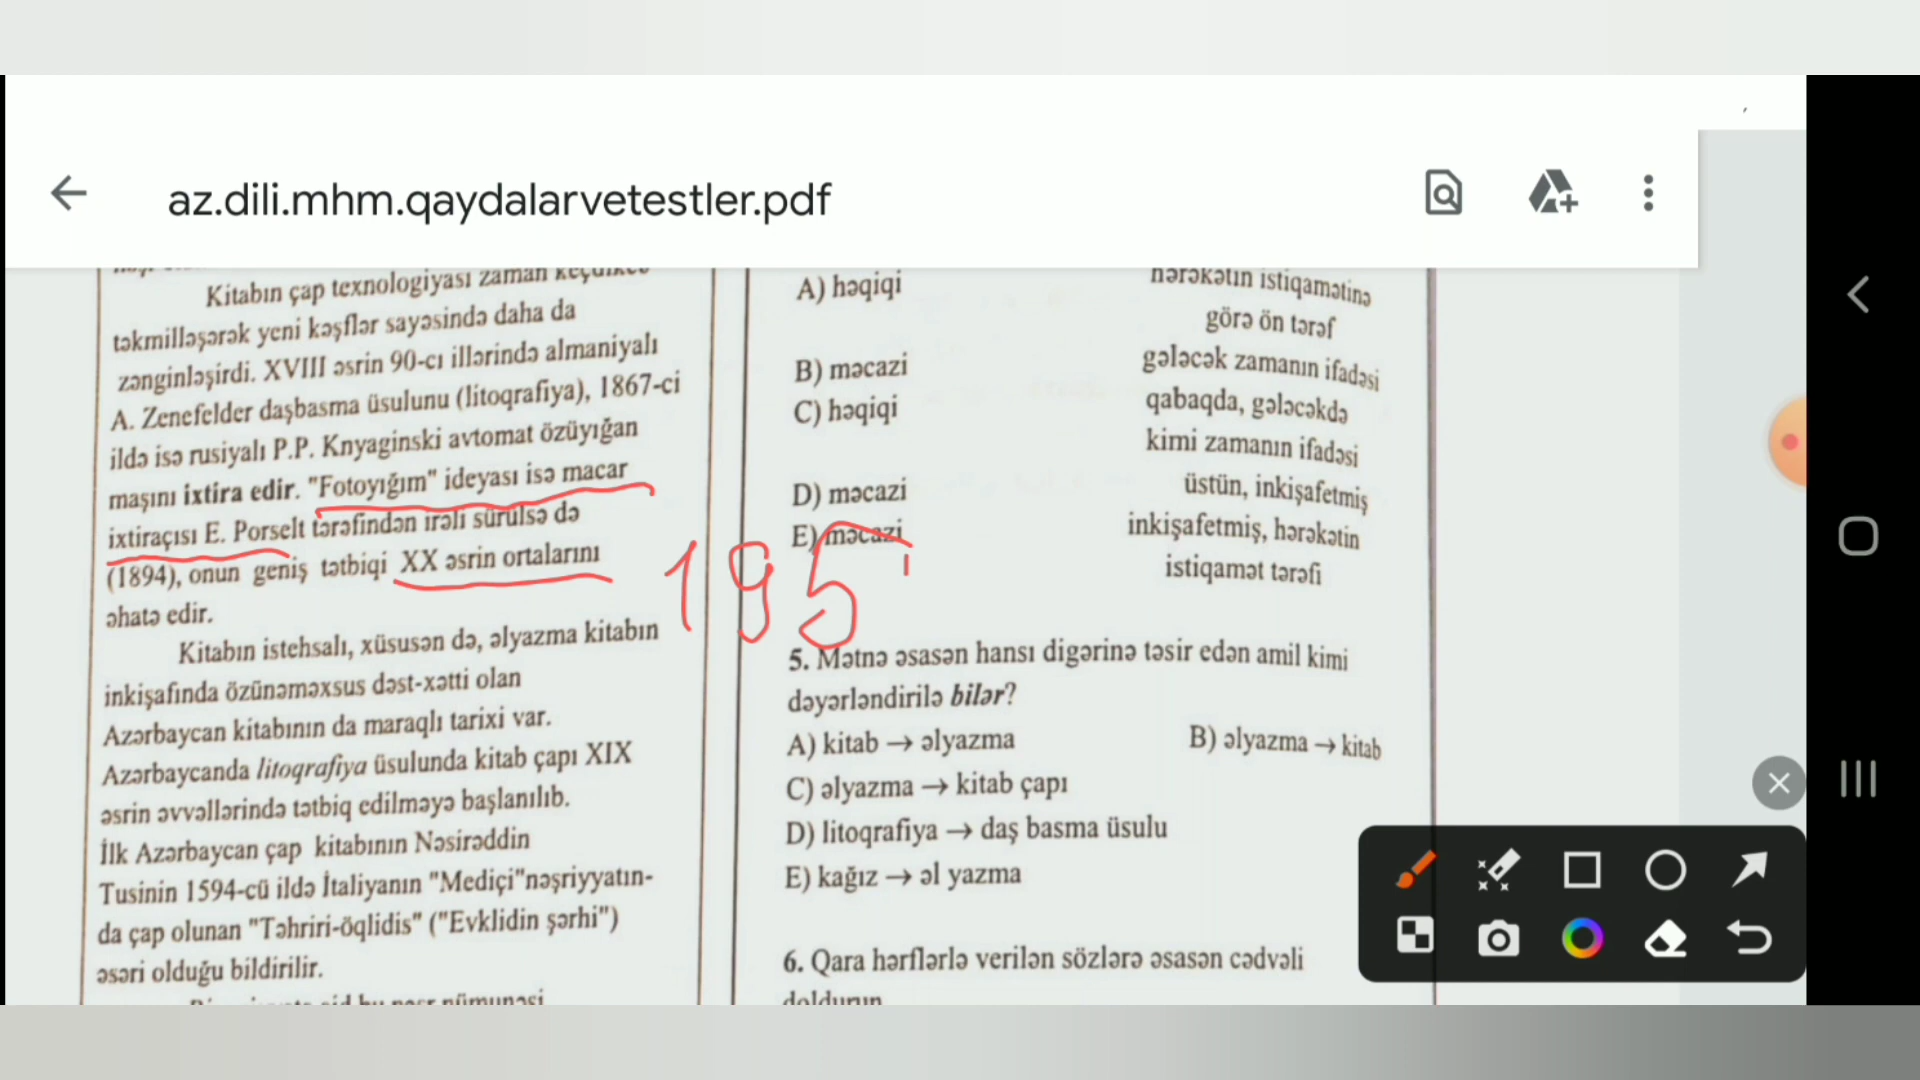 az.dili.mhm.qaydalarvetestler.pdf
Kitabın çap texnologiyası zaman keçdikcə
təkmilləşərək yeni kəşflər sayəsində daha da
zənginləşirdi. XVIII əsrin 90-cı illərində almaniyalı
A. Zenefelder daşbasma üsulunu (litoqrafiya), 1867-ci
ildə isə rusiyalı P.P. Knyaginski avtomat özüyığan
maşını ixtira edir. "Fotoyığım" ideyası isə macar
ixtiraçısı E. Porselt tərəfindən irəli sürülsə də
(1894), onun geniş tətbiqi XX əsrin ortalarını
əhatə edir.
Kitabın istehsalı, xüsusən də, əlyazma kitabın
inkişafında özünəməxsus dəst-xətti olan
Azərbaycan kitabının da maraqlı tarixi var.
Azərbaycanda litoqrafiya üsulunda kitab çapı XIX
əsrin əvvəllərində tətbiq edilməyə başlanılıb.
İlk Azərbaycan çap kitabının Nəsirəddin
Tusinin 1594-cü ildə İtaliyanın "Mediçi"nəşriyyatın-
da çap olunan "Təhriri-öqlidis" ("Evklidin şərhi")
əsəri olduğu bildirilir.
195
A) həqiqi hərəkətin istiqamətinə
görə ön tərəf
B) məcazi gələcək zamanın ifadəsi
C) həqiqi qabaqda, gələcəkdə
kimi zamanın ifadəsi
D) məcazi üstün, inkişafetmiş
E) məcazi inkişafetmiş, hərəkətin
istiqamət tərəfi
5. Mətnə əsasən hansı digərinə təsir edən amil kimi
dəyərləndirilə bilər?
A) kitab → əlyazma B) əlyazma → kitab
C) əlyazma → kitab çapı
D) litoqrafiya → daş basma üsulu
E) kağız → əl yazma
6. Qara hərflərlə verilən sözlərə əsasən cədvəli
doldurun